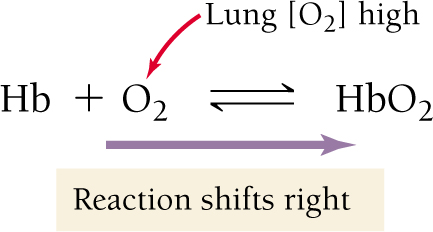 Lung [O₂] high
Hb + O₂ ⇌ HbO₂
Reaction shifts right